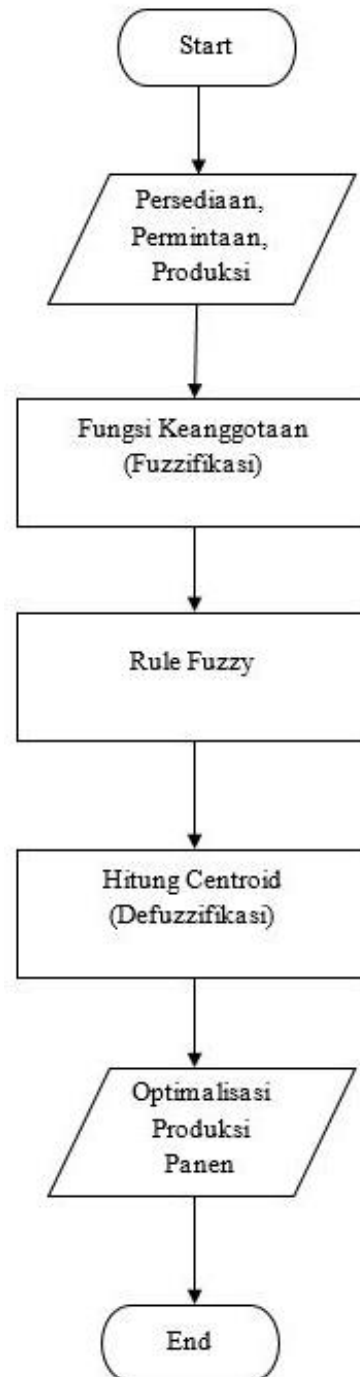 Start
Persediaan,
Permintaan,
Produksi
Fungsi Keanggotaan
(Fuzzifikasi)
Rule Fuzzy
Hitung Centroid
(Defuzzifikasi)
Optimalisasi
Produksi
Panen
End